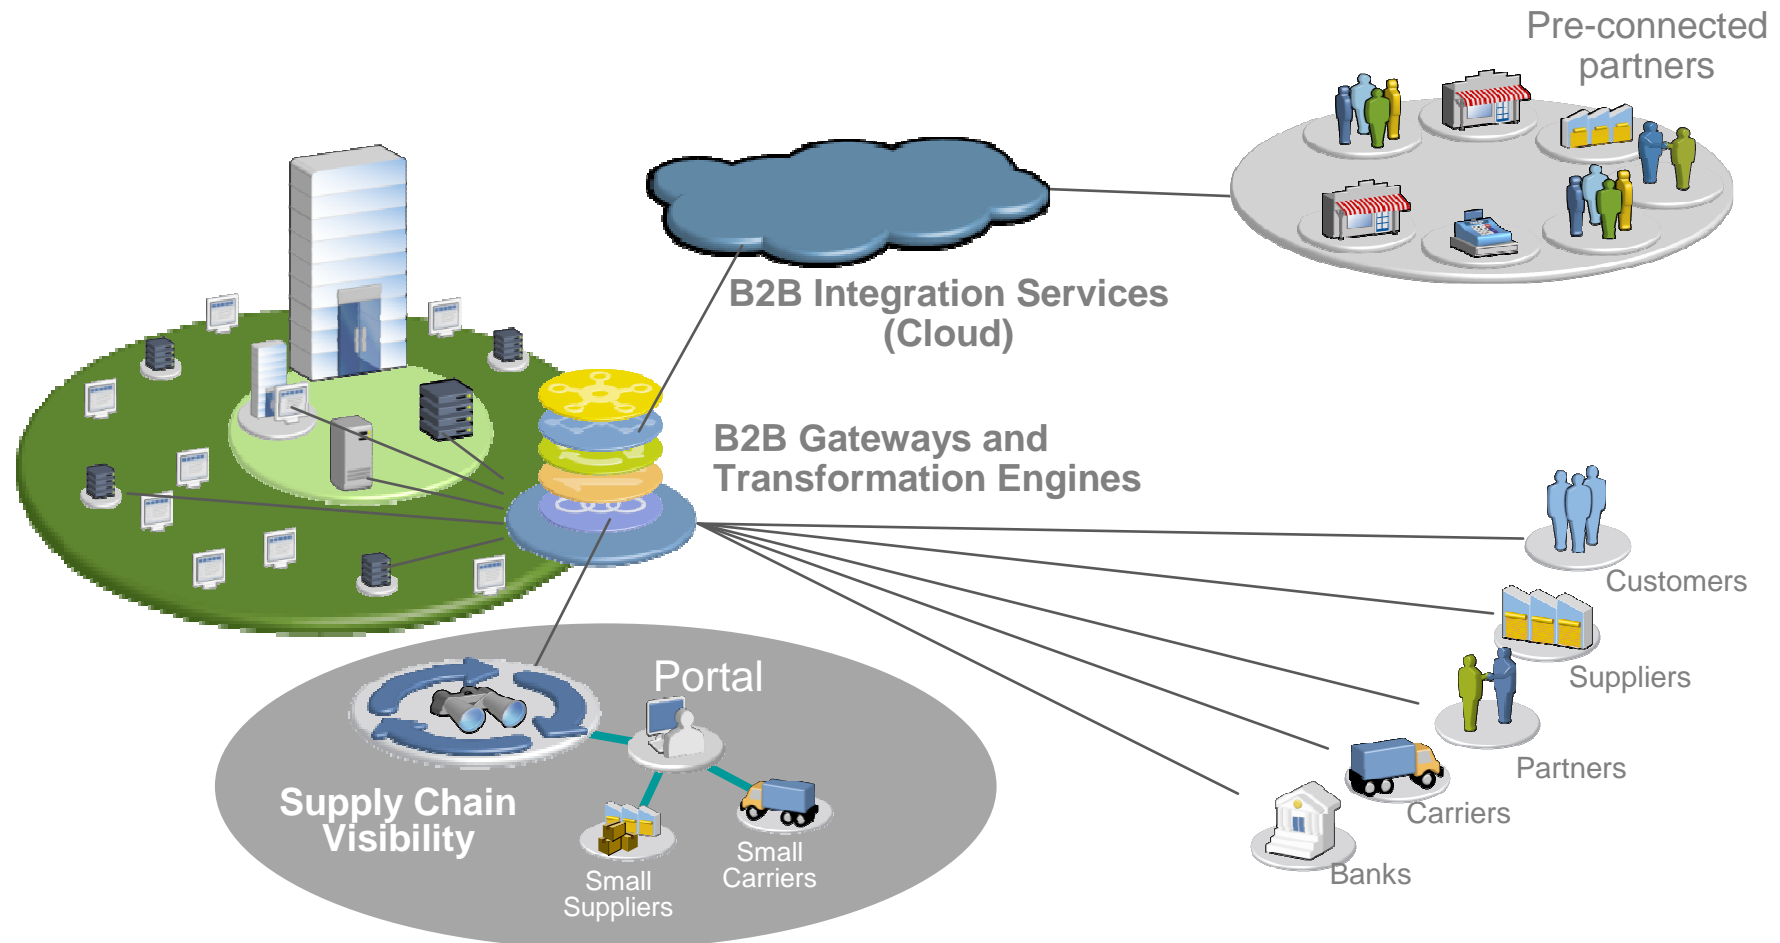 Pre-connected
partners
B2B Integration Services
(Cloud)
B2B Gateways and
Transformation Engines
Customers
Suppliers
Portal
Partners
Supply Chain
Visibility
Carriers
Small
Carriers
Small
Suppliers
Banks